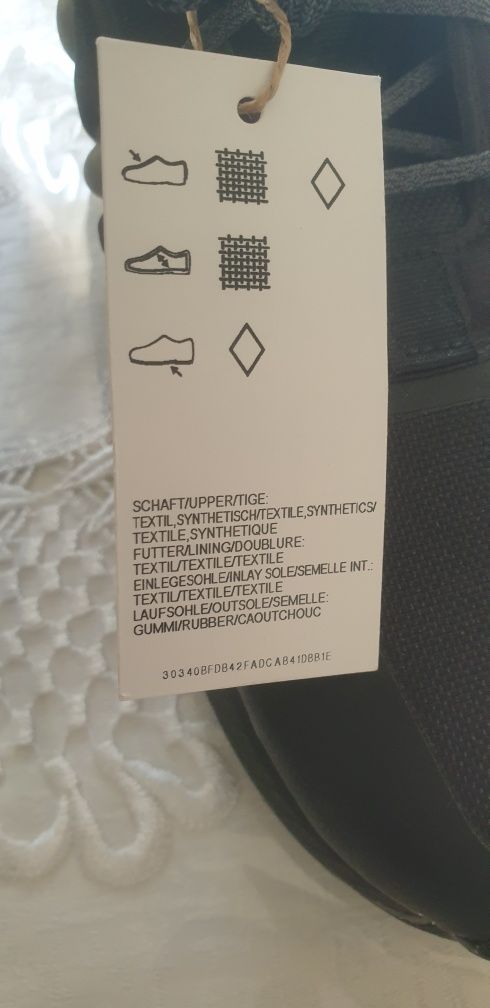 SCHAFT/UPPER/TIGE:
TEXTIL,SYNTHETISCH/TEXTILE,SYNTHETICS/
TEXTILE,SYNTHETIQUE
FUTTER/LINING/DOUBLURE:
TEXTIL/TEXTILE/TEXTILE
EINLEGESOHLE/INLAY SOLE/SEMELLE INT.:
TEXTIL/TEXTILE/TEXTILE
LAUFSOHLE/OUTSOLE/SEMELLE:
GUMMI/RUBBER/CAOUTCHOUC
30340BFDB42FADCAB41DBB1E